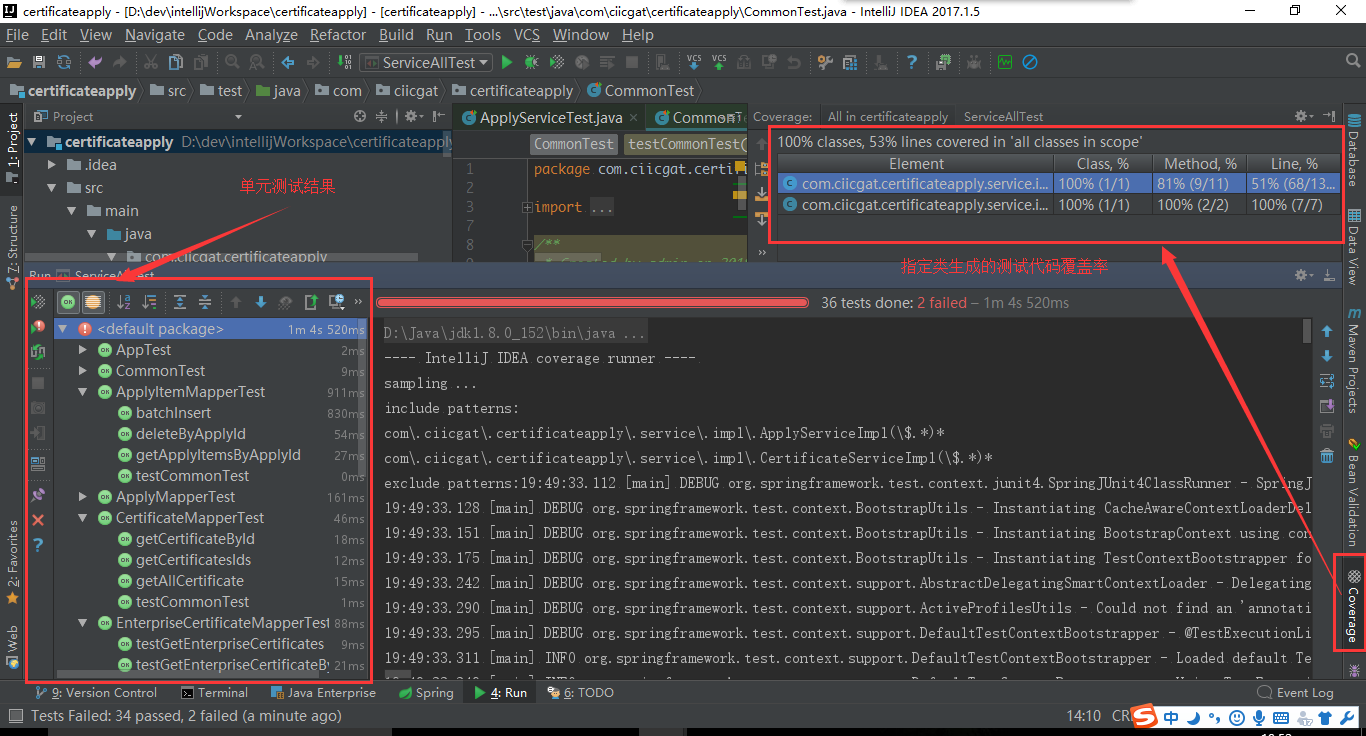 certificateapply - [D:\dev\intellijWorkspace\certificateapply] - [certificateapply] - ...\src\test\java\com\ciicgat\certificateapply\CommonTest.java - IntelliJ IDEA 2017.1.5
File Edit View Navigate Code Analyze Refactor Build Run Tools VCS Window Help
ServiceAllTest
VCS VCS
certificateapply src test java com ciicgat certificateapply CommonTest
1: Project
7: Structure
2: Favorites
Web
Project
certificateapply D:\dev\intellijWorkspace\certificateapply
.idea
src
main
java
com.ciicgat.certificateapply
单元测试结果
ApplyServiceTest.java
CommonTest testCommonTest(
1 package com.ciicgat.certif
2
3 import ...
7
8 /**
9
Coverage: All in certificateapply ServiceAllTest
100% classes, 53% lines covered in 'all classes in scope'
Element Class, % Method, % Line, %
com.ciicgat.certificateapply.service.i... 100% (1/1) 81% (9/11) 51% (68/13...
com.ciicgat.certificateapply.service.i... 100% (1/1) 100% (2/2) 100% (7/7)
指定类生成的测试代码覆盖率
Run ServiceAllTest
36 tests done: 2 failed – 1m 4s 520ms
<default package> 1m 4s 520ms
AppTest 2ms
CommonTest 9ms
ApplyItemMapperTest 911ms
batchInsert 830ms
deleteByApplyId 54ms
getApplyItemsByApplyId 27ms
testCommonTest 0ms
ApplyMapperTest 161ms
CertificateMapperTest 46ms
getCertificateById 18ms
getCertificatesIds 12ms
getAllCertificate 15ms
testCommonTest 1ms
EnterpriseCertificateMapperTest 88ms
testGetEnterpriseCertificates 9ms
testGetEnterpriseCertificateBy 21ms
D:\Java\jdk1.8.0_152\bin\java ...
---- IntelliJ IDEA coverage runner ----
sampling ...
include patterns:
com\.ciicgat\.certificateapply\.service\.impl\.ApplyServiceImpl(\$.*)*
com\.ciicgat\.certificateapply\.service\.impl\.CertificateServiceImpl(\$.*)*
exclude patterns:19:49:33.112 [main] DEBUG org.springframework.test.context.junit4.SpringJUnit4ClassRunner - SpringJ
19:49:33.128 [main] DEBUG org.springframework.test.context.BootstrapUtils - Instantiating CacheAwareContextLoaderDel
19:49:33.151 [main] DEBUG org.springframework.test.context.BootstrapUtils - Instantiating BootstrapContext using con
19:49:33.175 [main] DEBUG org.springframework.test.context.BootstrapUtils - Instantiating TestContextBootstrapper fo
19:49:33.242 [main] DEBUG org.springframework.test.context.support.AbstractDelegatingSmartContextLoader - Delegating
19:49:33.290 [main] DEBUG org.springframework.test.context.support.ActiveProfilesUtils - Could not find an 'annotati
19:49:33.295 [main] DEBUG org.springframework.test.context.support.DefaultTestContextBootstrapper - @TestExecutionLi
19:49:33.311 [main] INFO org.springframework.test.context.support.DefaultTestContextBootstrapper - Loaded default Te
Database
Data View
Maven Projects
Bean Validation
Coverage
9: Version Control Terminal Java Enterprise Spring 4: Run 6: TODO Event Log
Tests Failed: 34 passed, 2 failed (a minute ago) 14:10 中